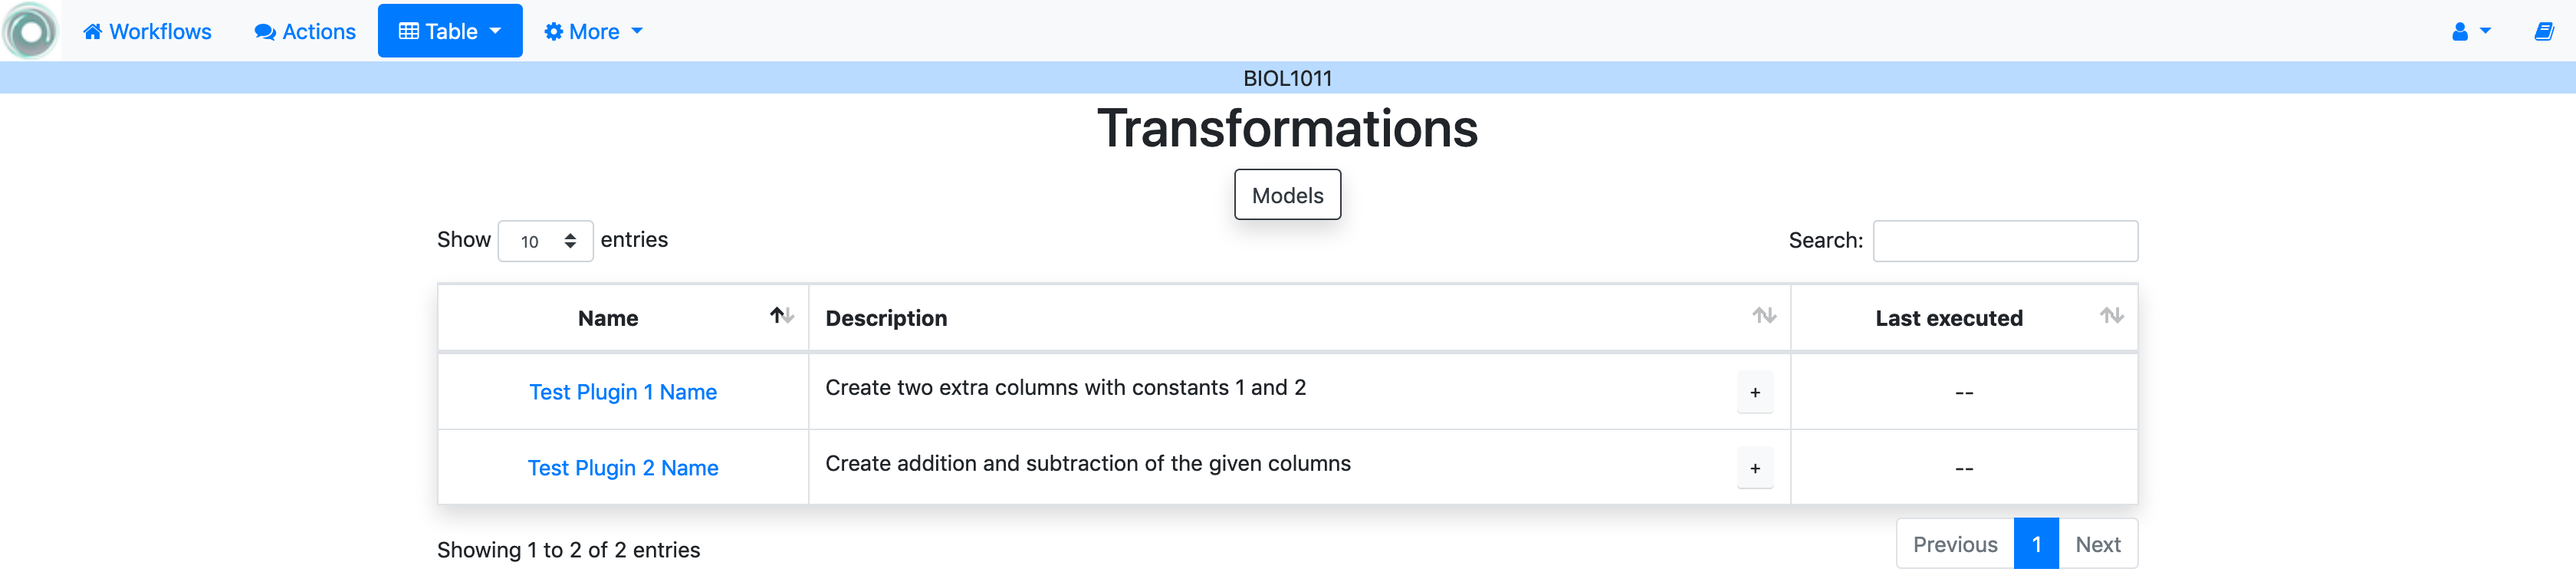 Workflows Actions Table More
BIOL1011
Transformations
Models
Show 10 entries Search:
Name Description Last executed
Test Plugin 1 Name Create two extra columns with constants 1 and 2 + --
Test Plugin 2 Name Create addition and subtraction of the given columns + --
Showing 1 to 2 of 2 entries Previous 1 Next